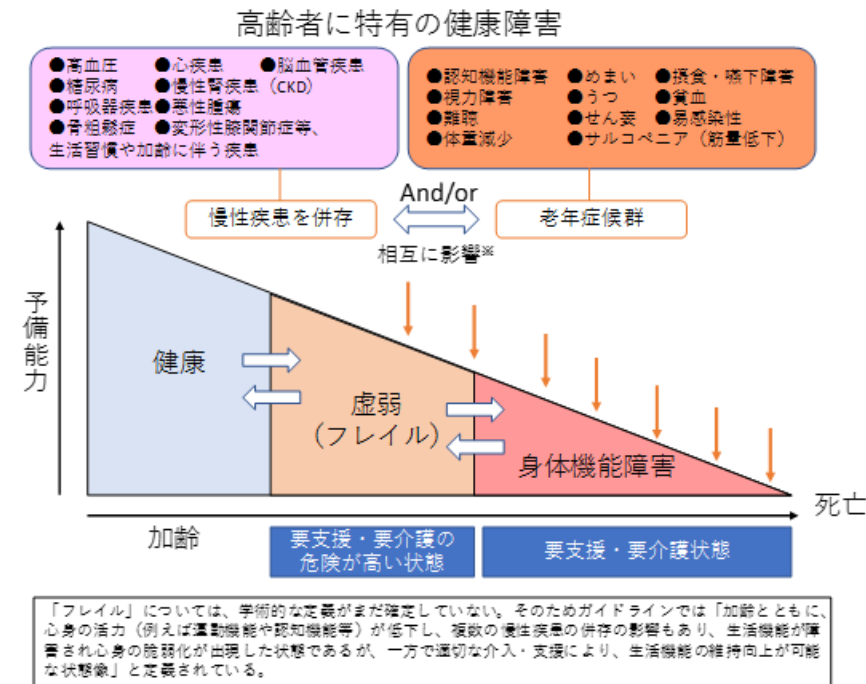 高齢者に特有の健康障害
●高血圧 ●心疾患 ●脳血管疾患
●糖尿病 ●慢性腎疾患（CKD）
●呼吸器疾患●悪性腫瘍
●骨粗鬆症 ●変形性膝関節症等、
生活習慣や加齢に伴う疾患
●認知機能障害 ●めまい ●摂食・嚥下障害
●視力障害 ●うつ ●貧血
●難聴 ●せん妄 ●易感染性
●体重減少 ●サルコペニア（筋量低下）
慢性疾患を併存
And/or
老年症候群
相互に影響※
予備能力
健康
虚弱
（フレイル）
身体機能障害
死亡
加齢
要支援・要介護の
危険が高い状態
要支援・要介護状態
「フレイル」については、学術的な定義がまだ確定していない。そのためガイドラインでは「加齢とともに、
心身の活力（例えば運動機能や認知機能等）が低下し、複数の慢性疾患の併存の影響もあり、生活機能が障
害され心身の脆弱化が出現した状態であるが、一方で適切な介入・支援により、生活機能の維持向上が可能
な状態像」と定義されている。